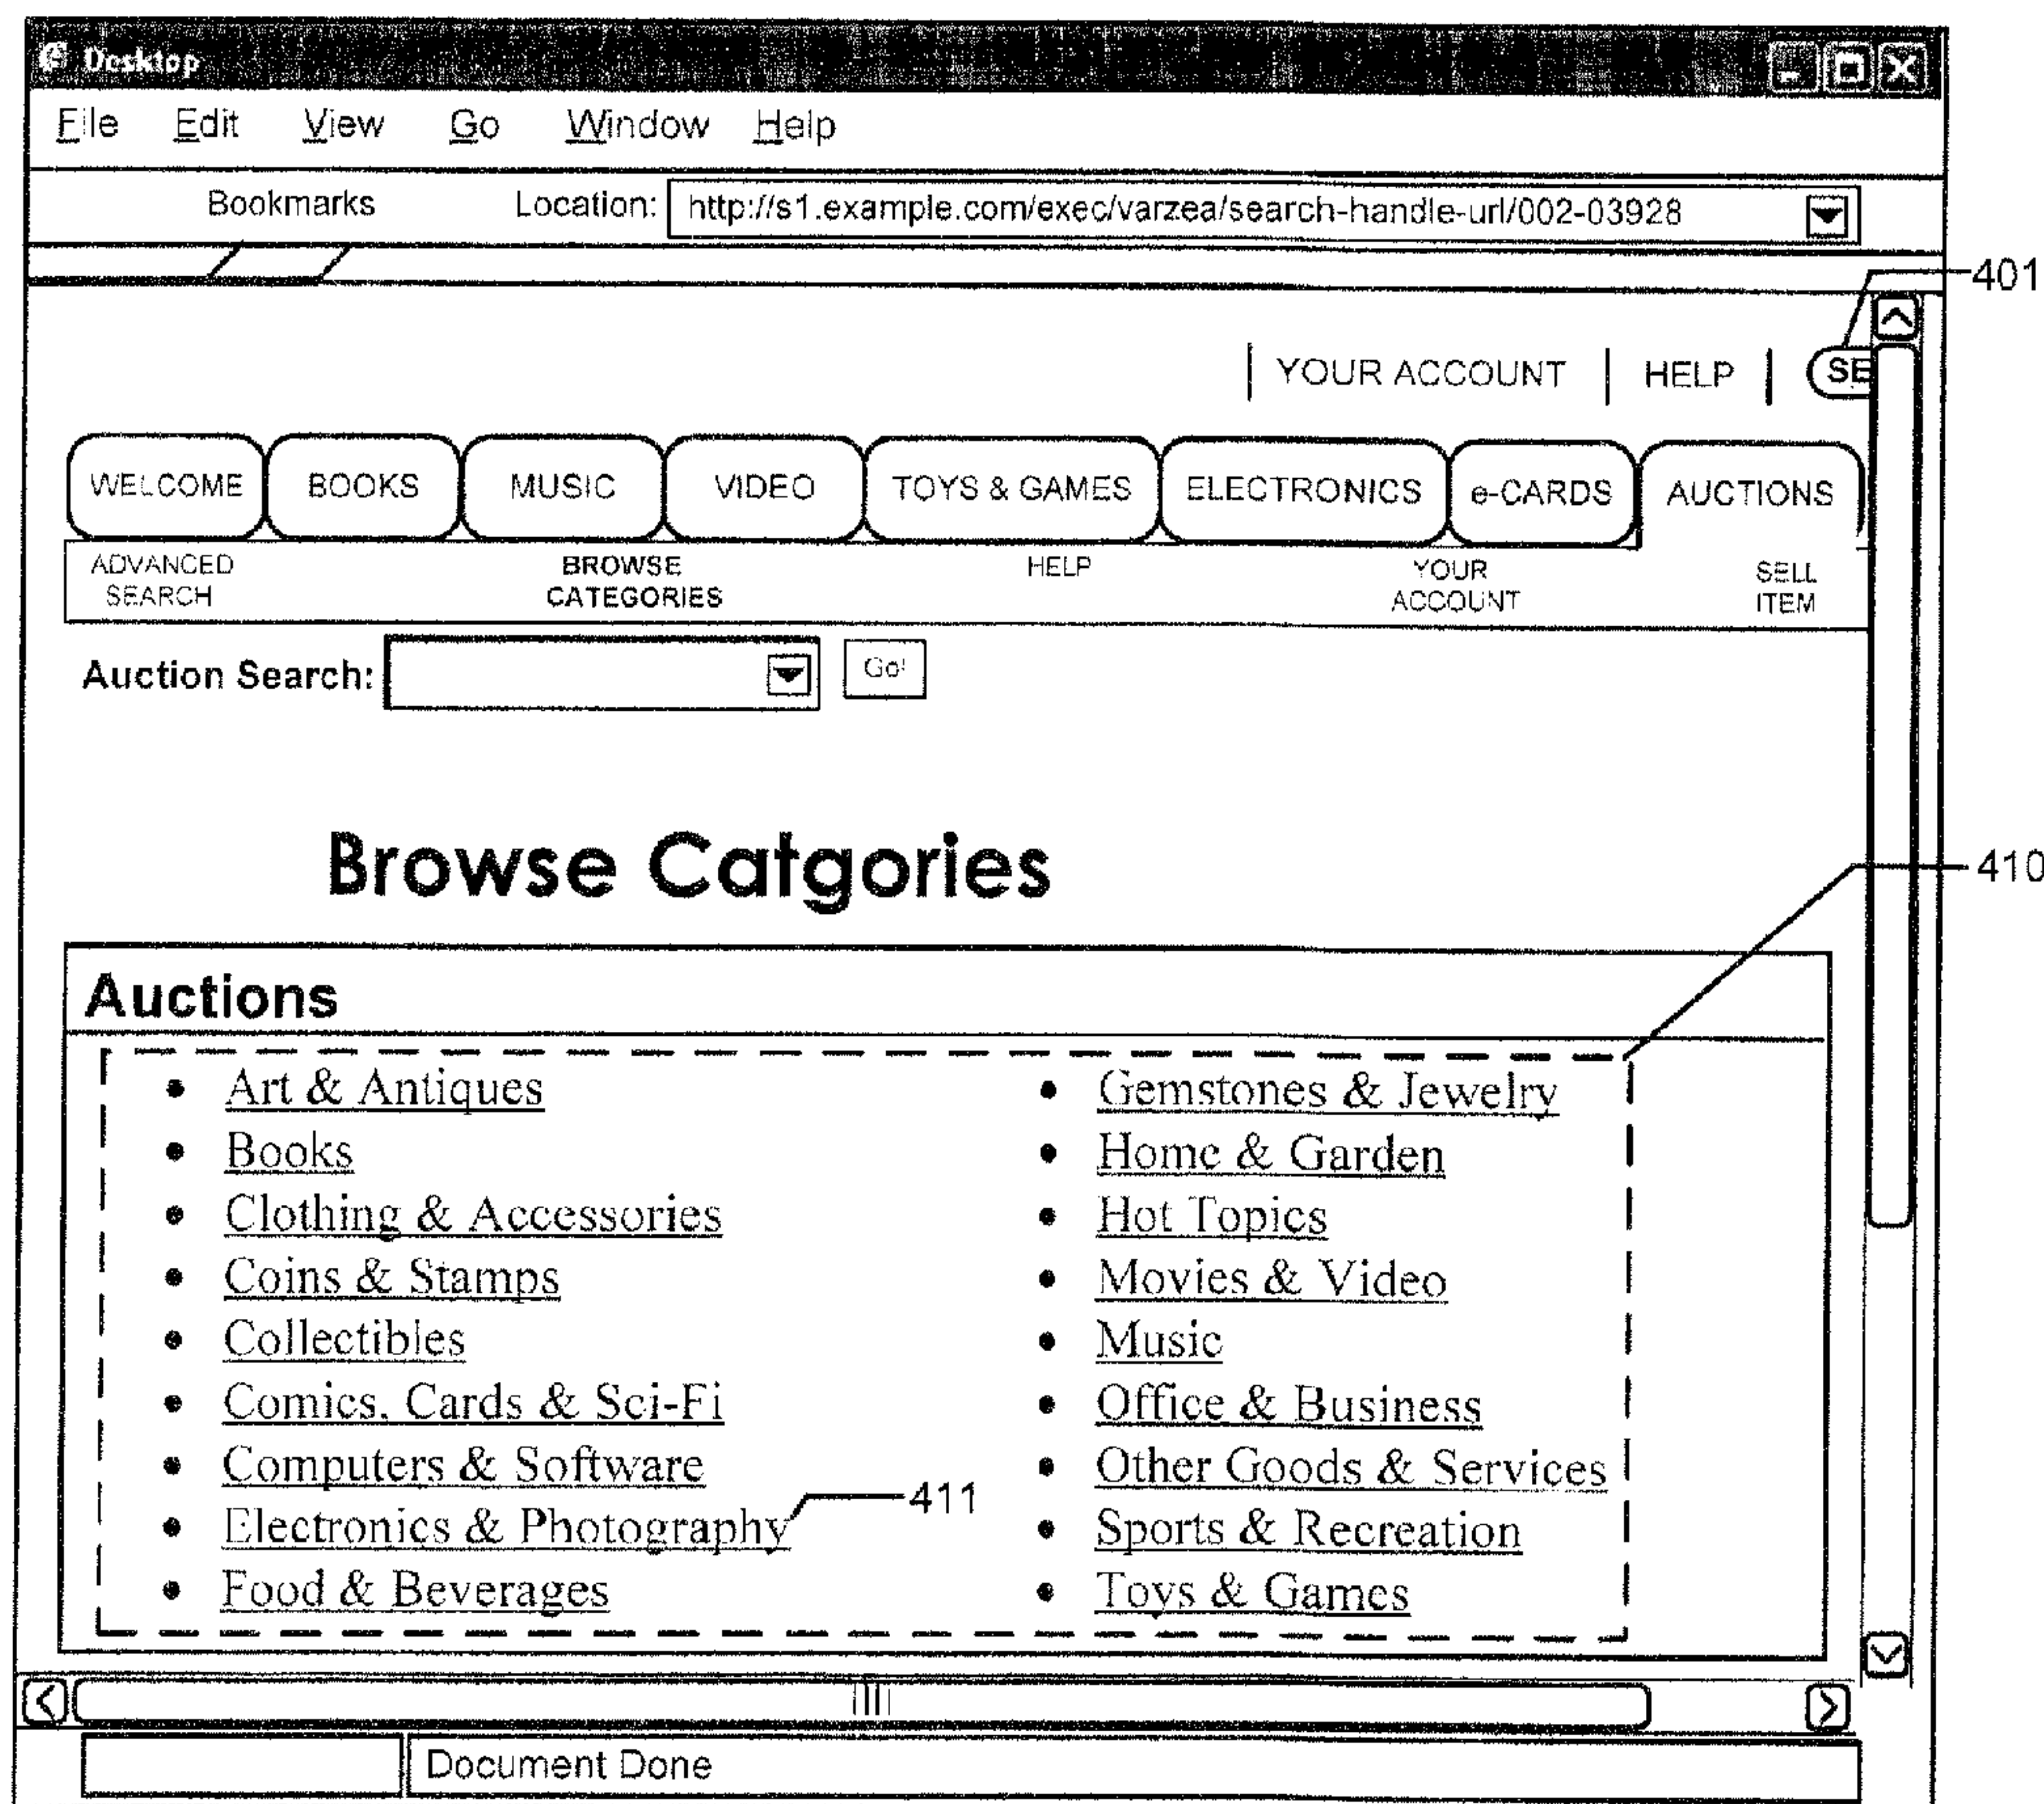 Desktop
File Edit View Go Window Help
Bookmarks Location: http://s1.example.com/exec/varzea/search-handle-url/002-03928
401
YOUR ACCOUNT HELP SE
WELCOME BOOKS MUSIC VIDEO TOYS & GAMES ELECTRONICS e-CARDS AUCTIONS
ADVANCED SEARCH BROWSE CATEGORIES HELP YOUR ACCOUNT SELL ITEM
Auction Search: Go!
Browse Catgories
410
Auctions
• Art & Antiques • Gemstones & Jewelry
• Books • Home & Garden
• Clothing & Accessories • Hot Topics
• Coins & Stamps • Movies & Video
• Collectibles • Music
• Comics, Cards & Sci-Fi • Office & Business
• Computers & Software • Other Goods & Services
411
• Electronics & Photography • Sports & Recreation
• Food & Beverages • Toys & Games
Document Done